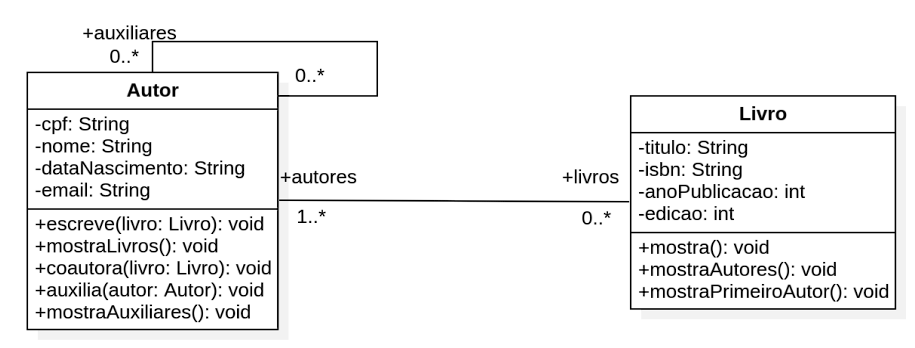 +auxiliares
0..*
0..*
Autor
-cpf: String
-nome: String
-dataNascimento: String
-email: String
+escreve(livro: Livro): void
+mostraLivros(): void
+coautora(livro: Livro): void
+auxilia(autor: Autor): void
+mostraAuxiliares(): void
+autores
1..*
+livros
0..*
Livro
-titulo: String
-isbn: String
-anoPublicacao: int
-edicao: int
+mostra(): void
+mostraAutores(): void
+mostraPrimeiroAutor(): void